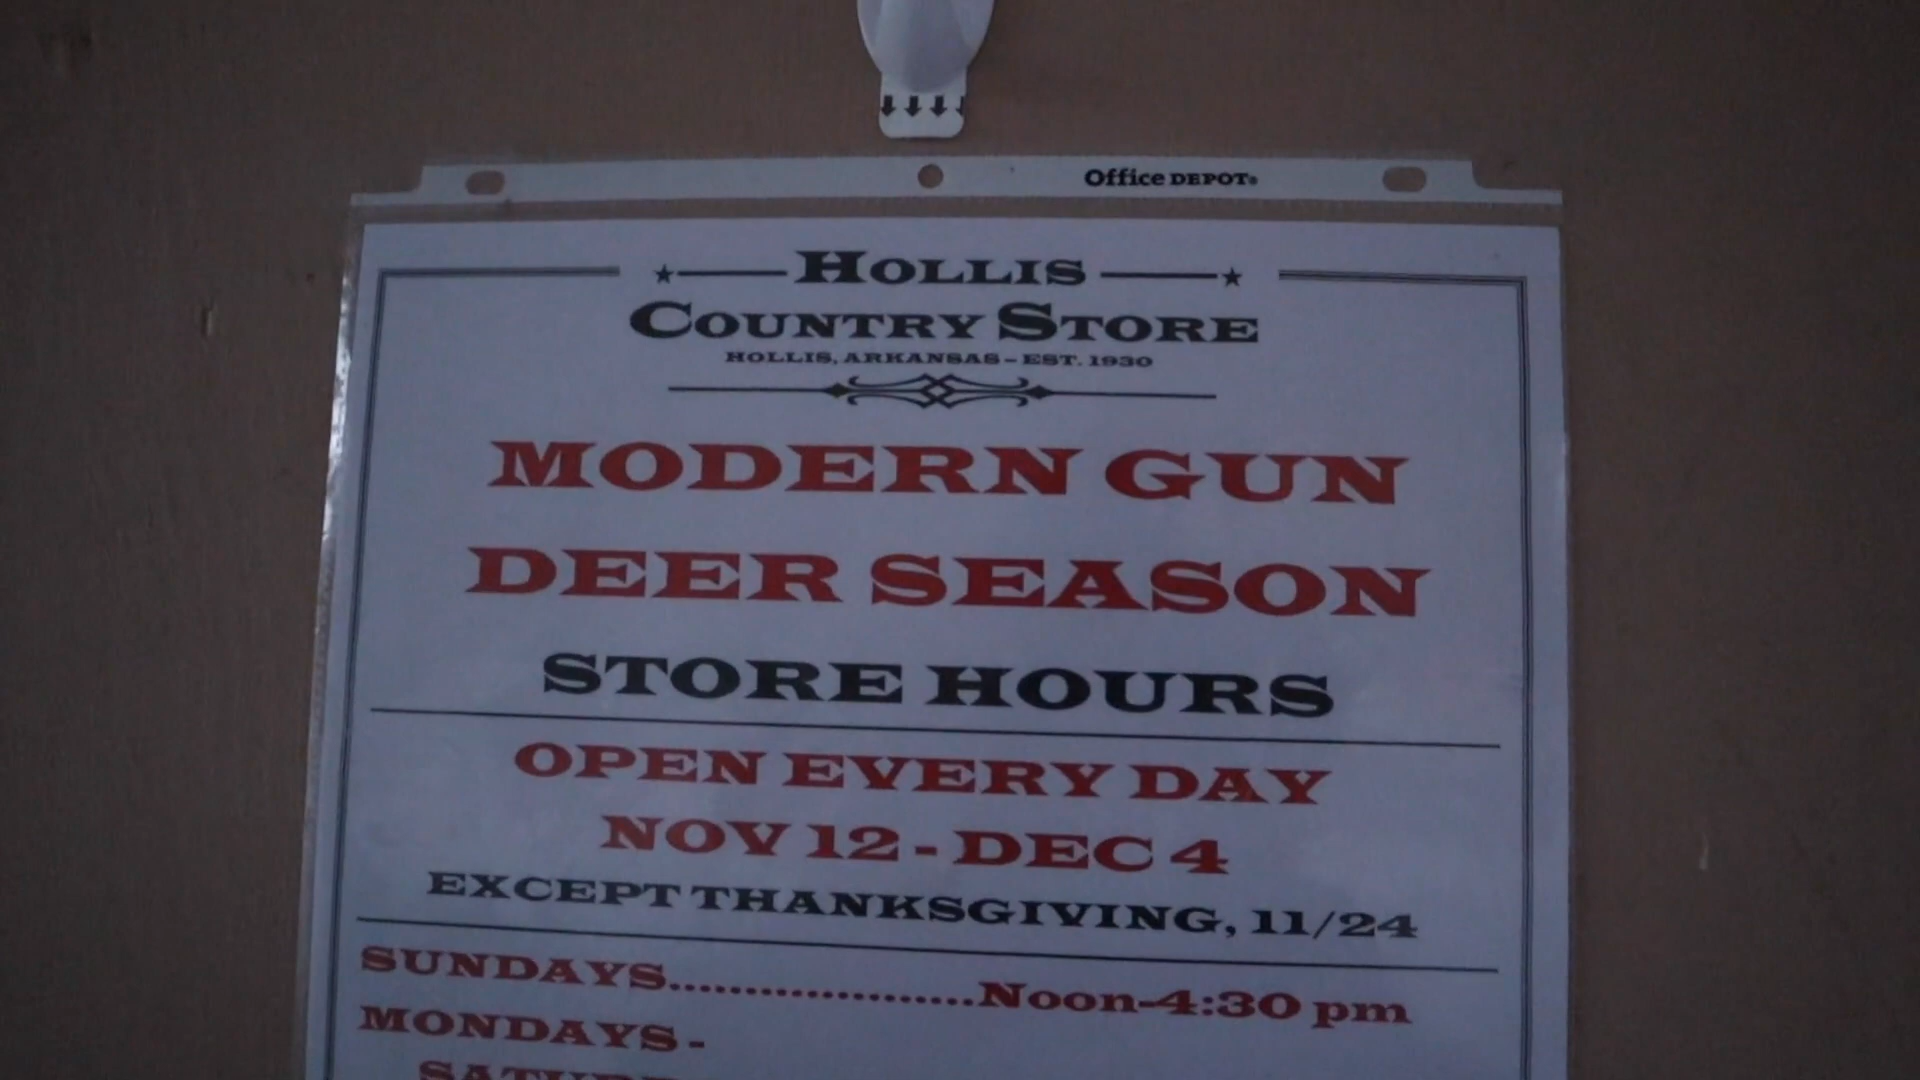 Office DEPOT®
HOLLIS
COUNTRY STORE
HOLLIS, ARKANSAS – EST. 1930
MODERN GUN
DEER SEASON
STORE HOURS
OPEN EVERY DAY
NOV 12 - DEC 4
EXCEPT THANKSGIVING, 11/24
SUNDAYS....................Noon-4:30 pm
MONDAYS -